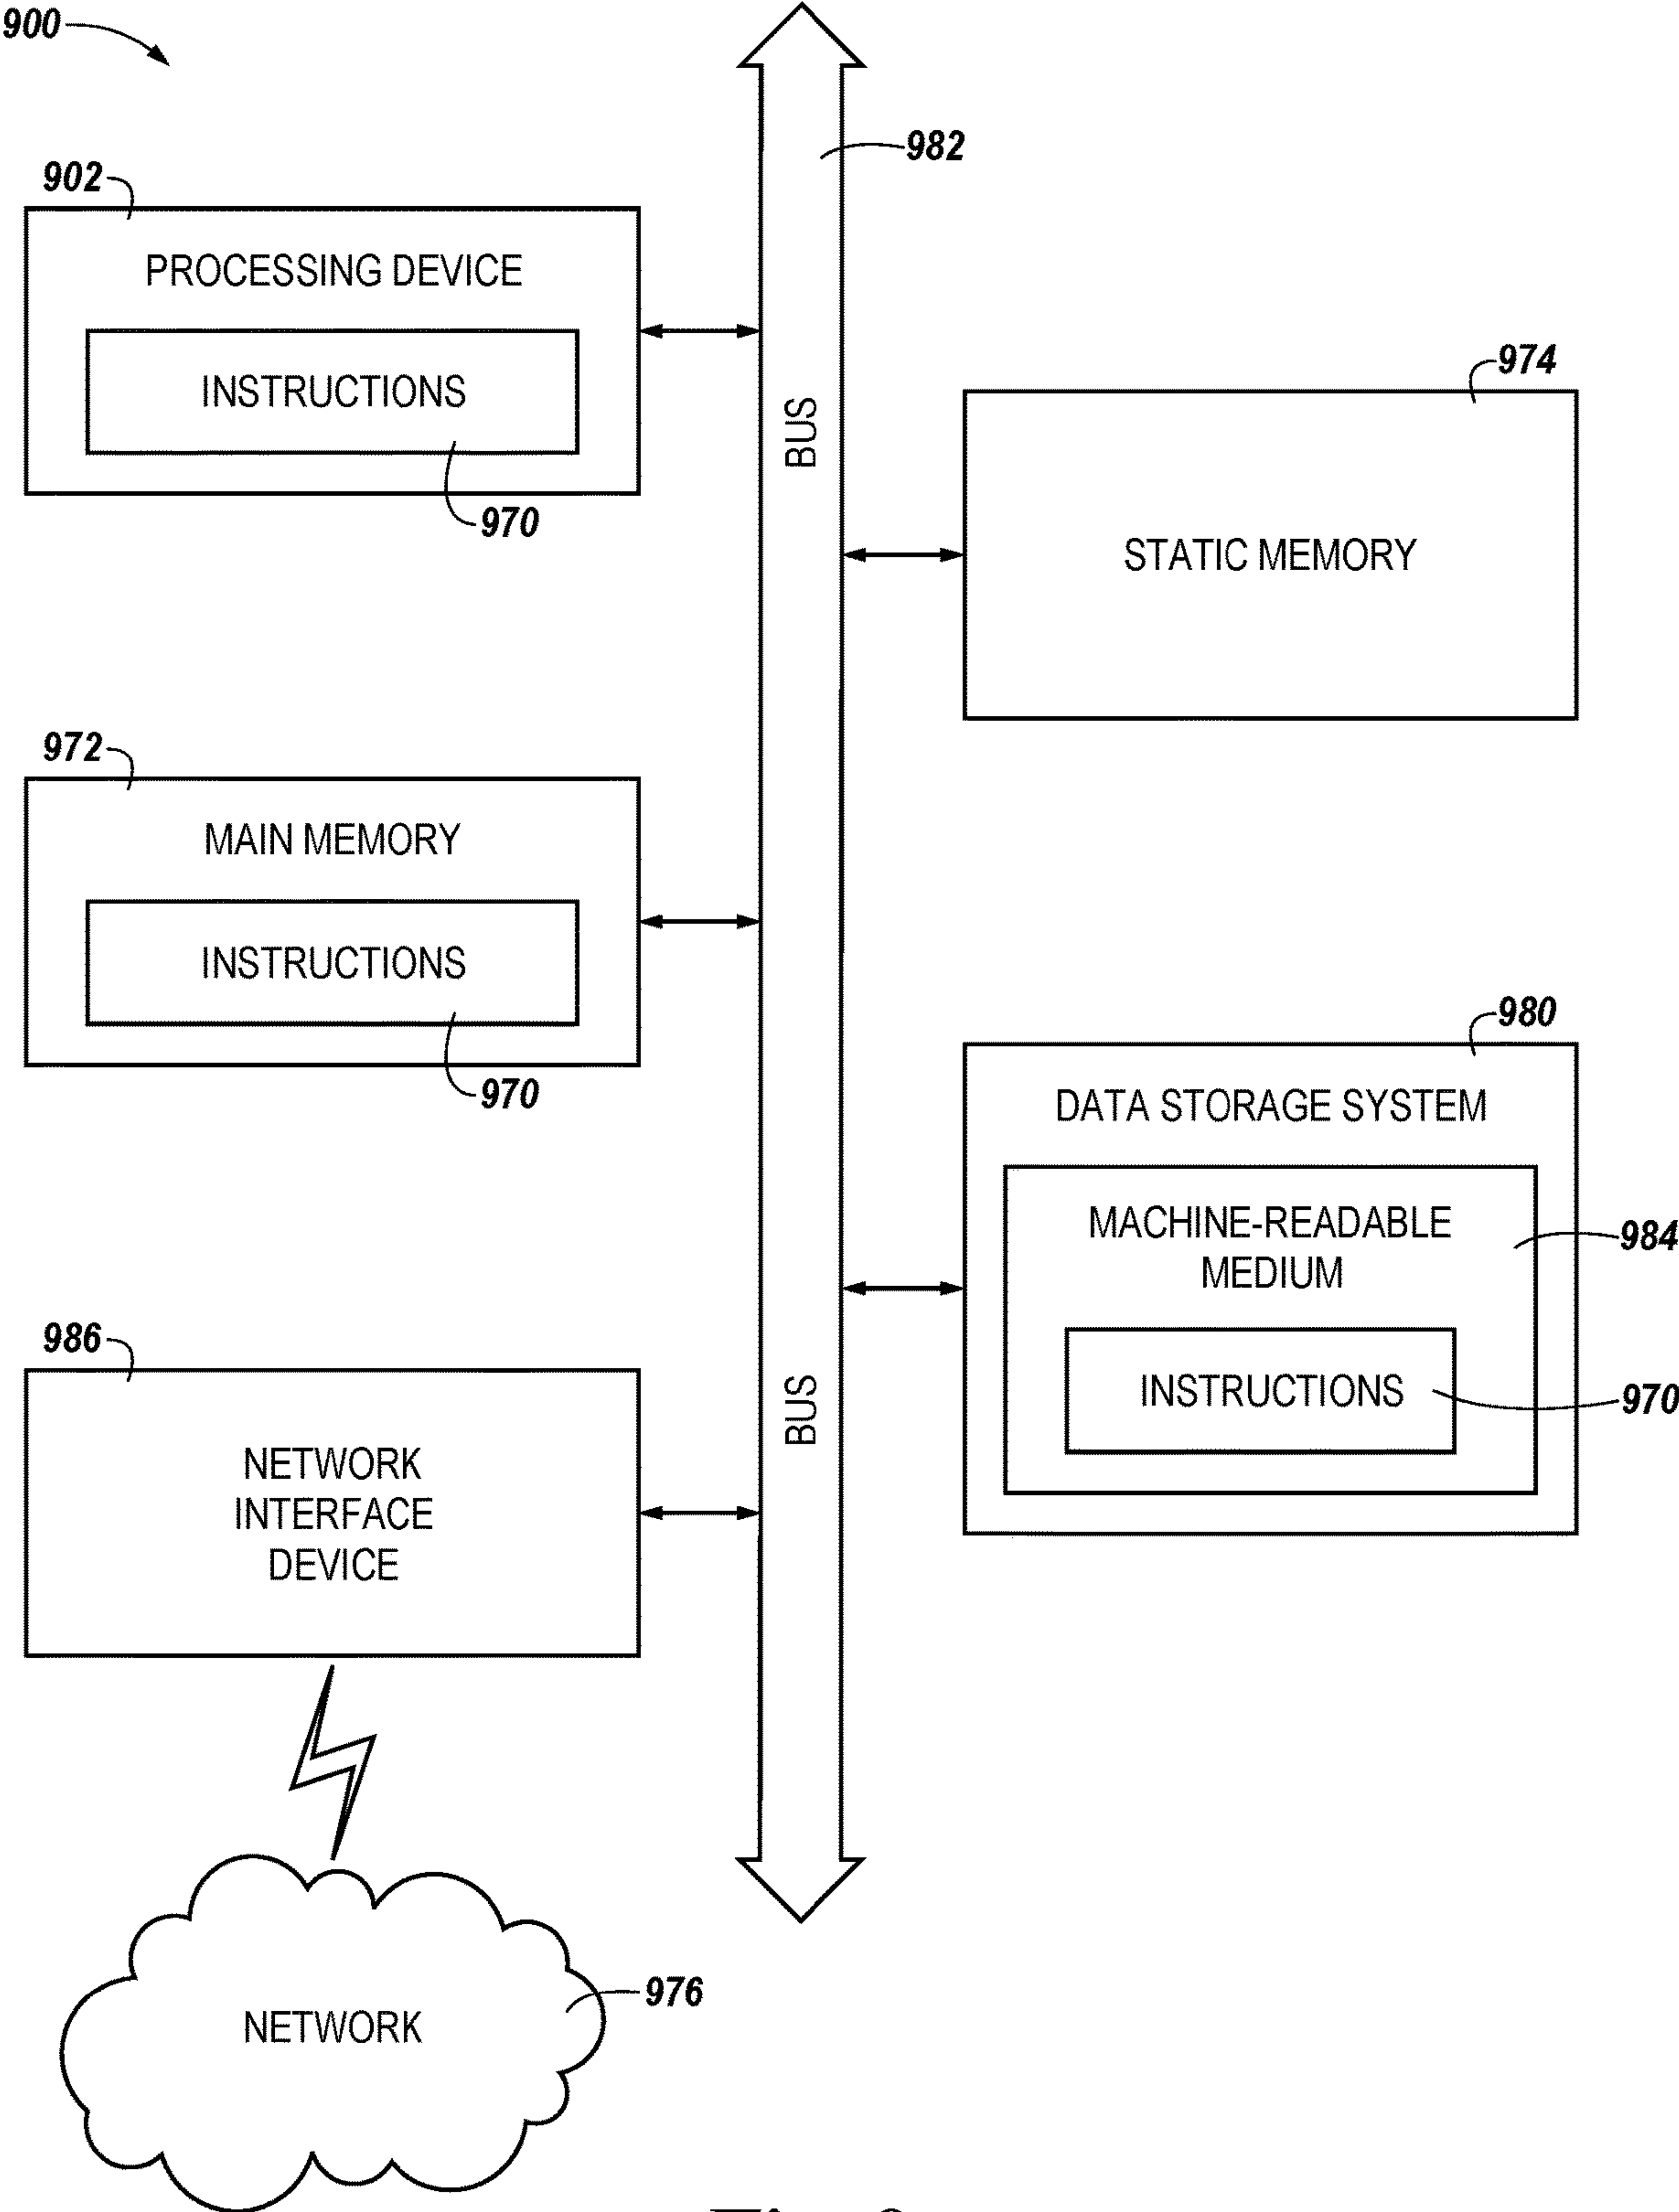 900
982
902
PROCESSING DEVICE
INSTRUCTIONS
970
BUS
974
STATIC MEMORY
972
MAIN MEMORY
INSTRUCTIONS
970
980
DATA STORAGE SYSTEM
MACHINE-READABLE
MEDIUM
984
INSTRUCTIONS
970
986
NETWORK
INTERFACE
DEVICE
BUS
976
NETWORK